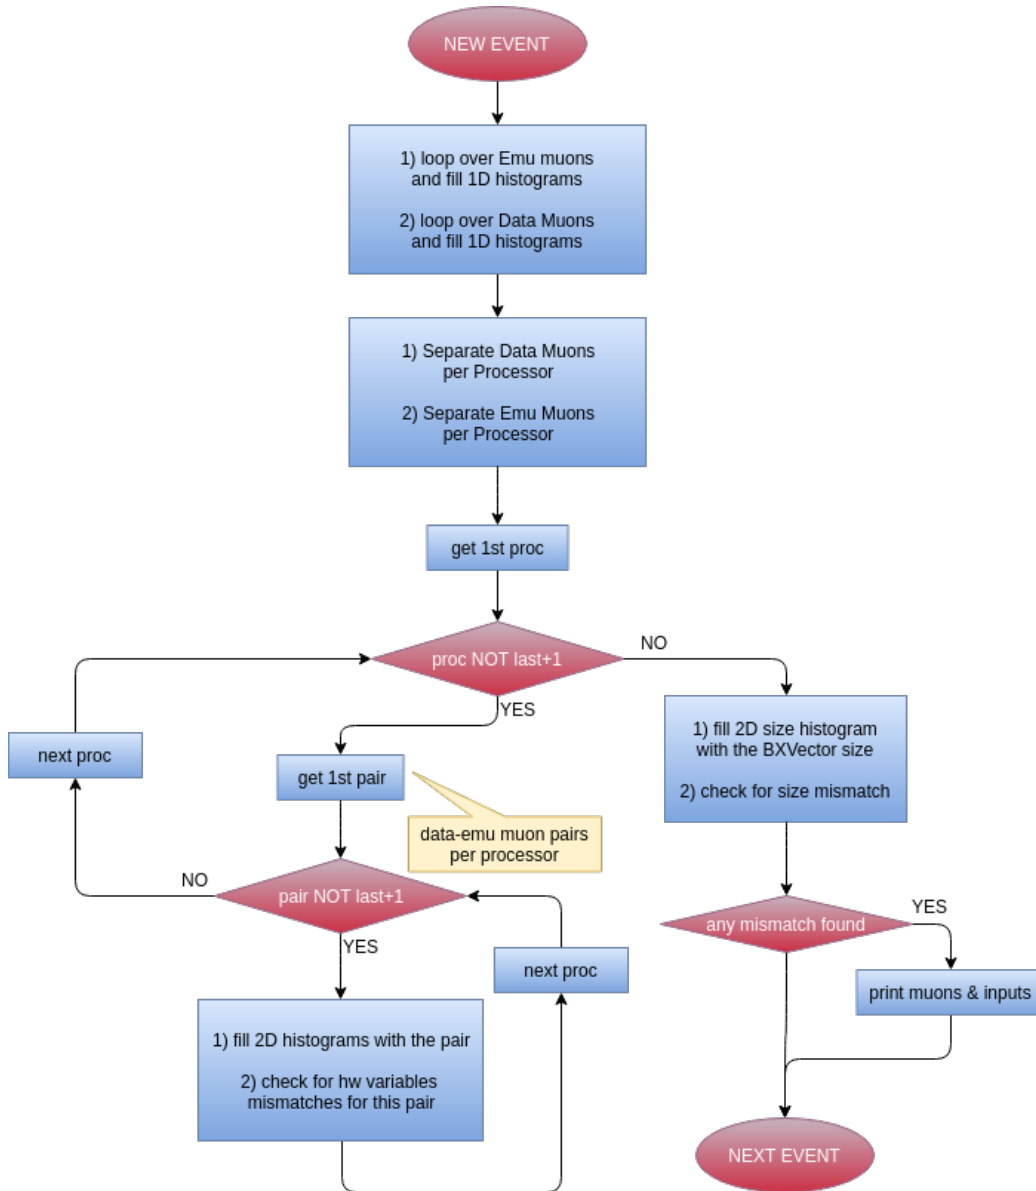 NEW EVENT
1) loop over Emu muons
and fill 1D histograms
2) loop over Data Muons
and fill 1D histograms
1) Separate Data Muons
per Processor
2) Separate Emu Muons
per Processor
get 1st proc
proc NOT last+1
NO
YES
next proc
get 1st pair
data-emu muon pairs
per processor
pair NOT last+1
NO
YES
next proc
1) fill 2D histograms with the pair
2) check for hw variables
mismatches for this pair
1) fill 2D size histogram
with the BXVector size
2) check for size mismatch
any mismatch found
YES
print muons & inputs
NEXT EVENT